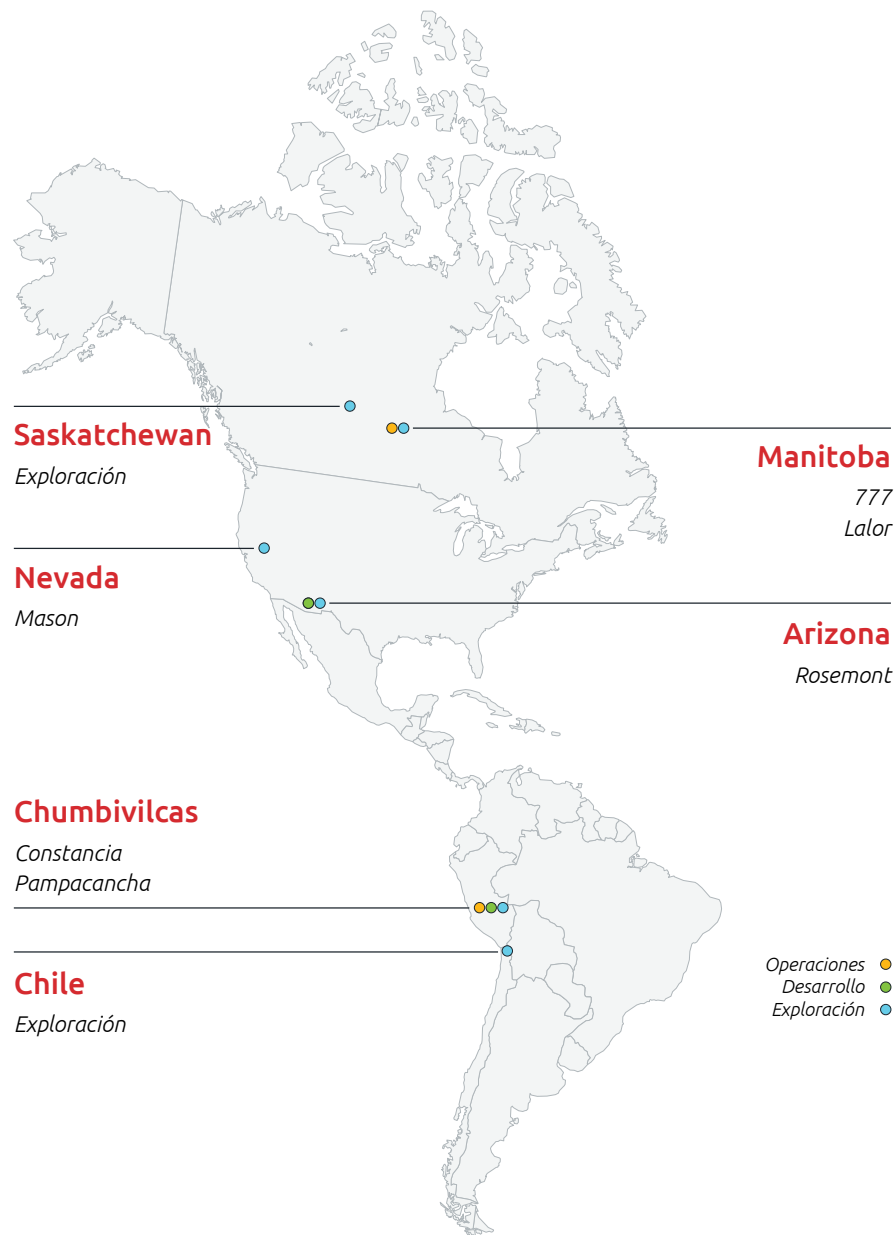 Saskatchewan
Exploración
Manitoba
777
Lalor
Nevada
Mason
Arizona
Rosemont
Chumbivilcas
Constancia
Pampacancha
Chile
Exploración
Operaciones
Desarrollo
Exploración